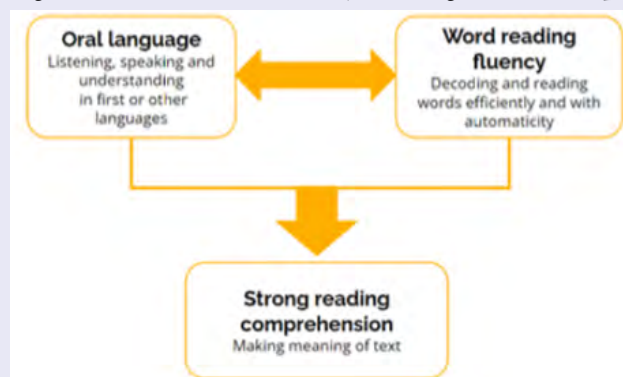 Oral language
Listening, speaking and
understanding
in first or other
languages
Word reading
fluency
Decoding and reading
words efficiently and with
automaticity
Strong reading
comprehension
Making meaning of text